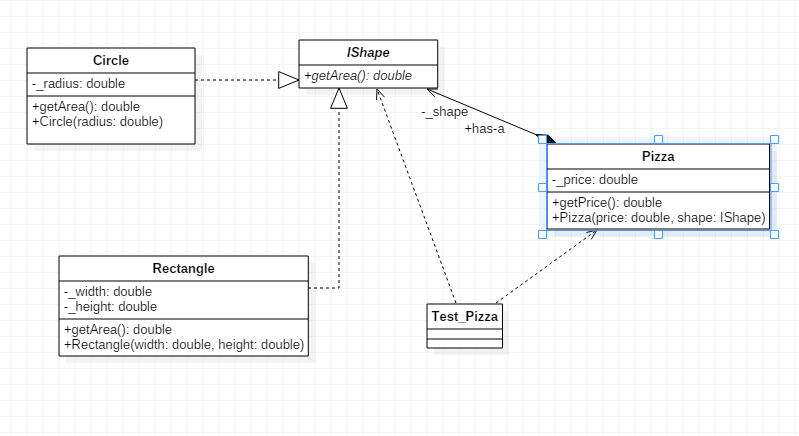 Circle
-_radius: double
+getArea(): double
+Circle(radius: double)
IShape
+getArea(): double
-_shape
+has-a
Pizza
-_price: double
+getPrice(): double
+Pizza(price: double, shape: IShape)
Rectangle
-_width: double
-_height: double
+getArea(): double
+Rectangle(width: double, height: double)
Test_Pizza